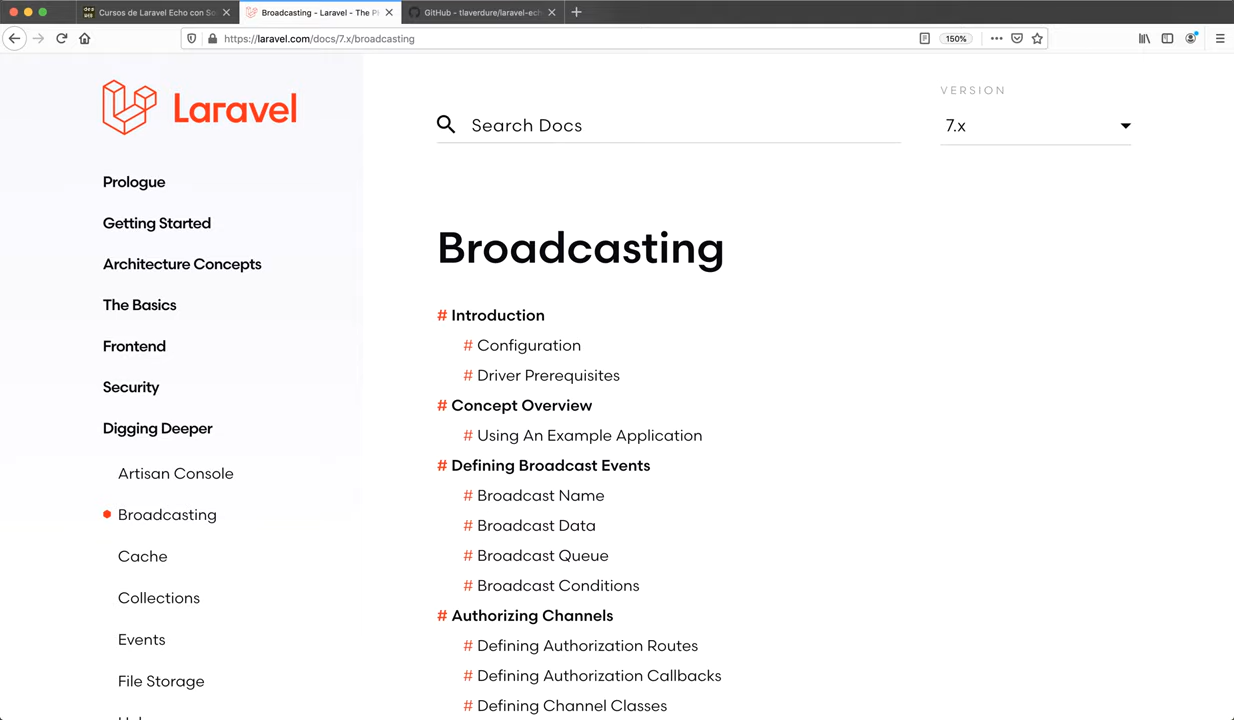 Cursos de Laravel Echo con So
Broadcasting - Laravel - The P
GitHub - tlaverdure/laravel-ech
https://laravel.com/docs/7.x/broadcasting
150%
Laravel
Search Docs
VERSION
7.x
Prologue
Getting Started
Architecture Concepts
The Basics
Frontend
Security
Digging Deeper
Artisan Console
Broadcasting
Cache
Collections
Events
File Storage
Broadcasting
# Introduction
# Configuration
# Driver Prerequisites
# Concept Overview
# Using An Example Application
# Defining Broadcast Events
# Broadcast Name
# Broadcast Data
# Broadcast Queue
# Broadcast Conditions
# Authorizing Channels
# Defining Authorization Routes
# Defining Authorization Callbacks
# Defining Channel Classes